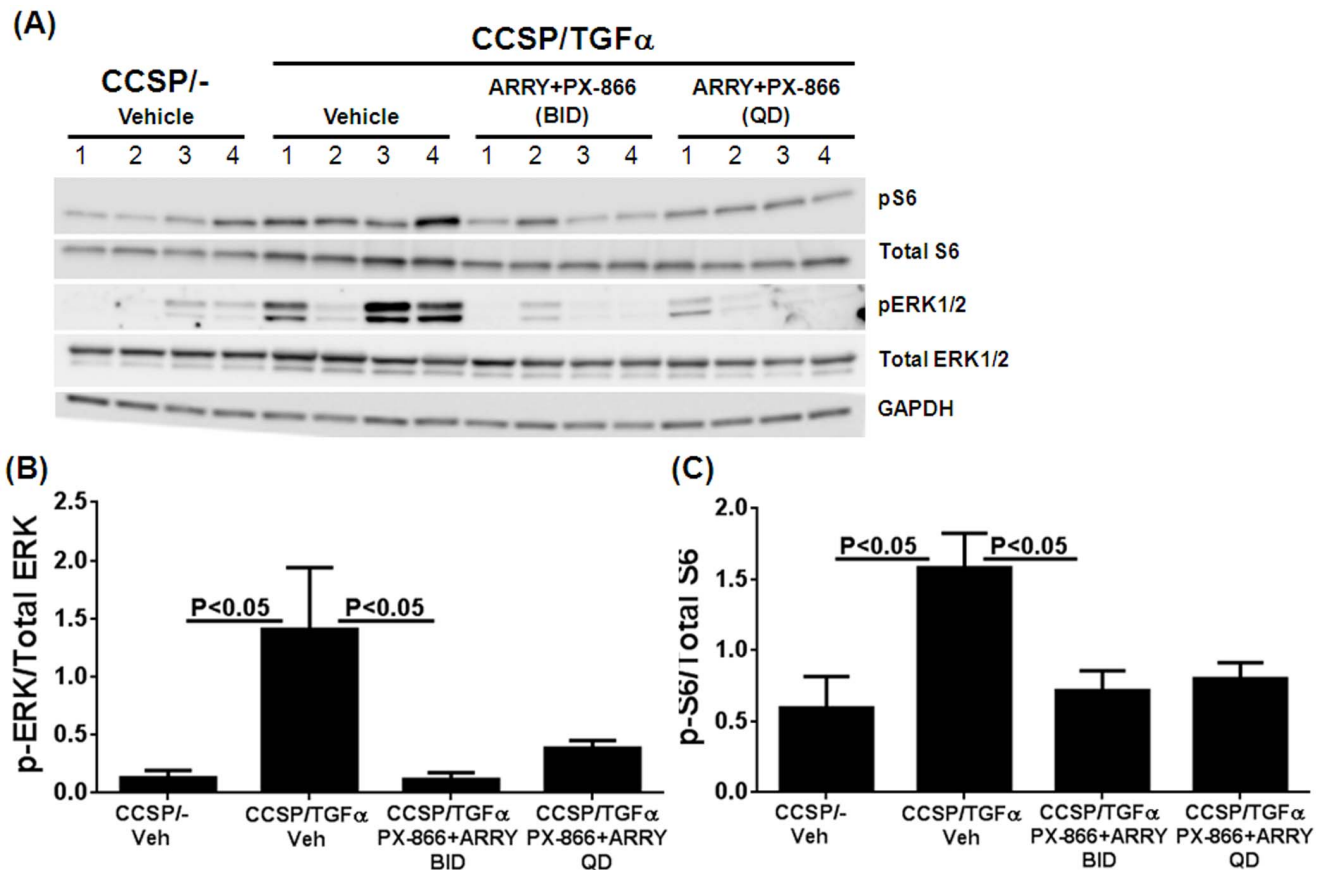 (A)
CCSP/TGFα
CCSP/-
ARRY+PX-866
ARRY+PX-866
Vehicle
Vehicle
(BID)
(QD)
1 2 3 4 1 2 3 4 1 2 3 4 1 2 3 4
pS6
Total S6
pERK1/2
Total ERK1/2
GAPDH
(B)
p-ERK/Total ERK
2.5
2.0
1.5
1.0
0.5
0.0
P<0.05
P<0.05
CCSP/-
Veh
CCSP/TGFα
Veh
CCSP/TGFα
PX-866+ARRY
BID
CCSP/TGFα
PX-866+ARRY
QD
(C)
p-S6/Total S6
2.0
1.5
1.0
0.5
0.0
P<0.05
P<0.05
CCSP/-
Veh
CCSP/TGFα
Veh
CCSP/TGFα
PX-866+ARRY
BID
CCSP/TGFα
PX-866+ARRY
QD